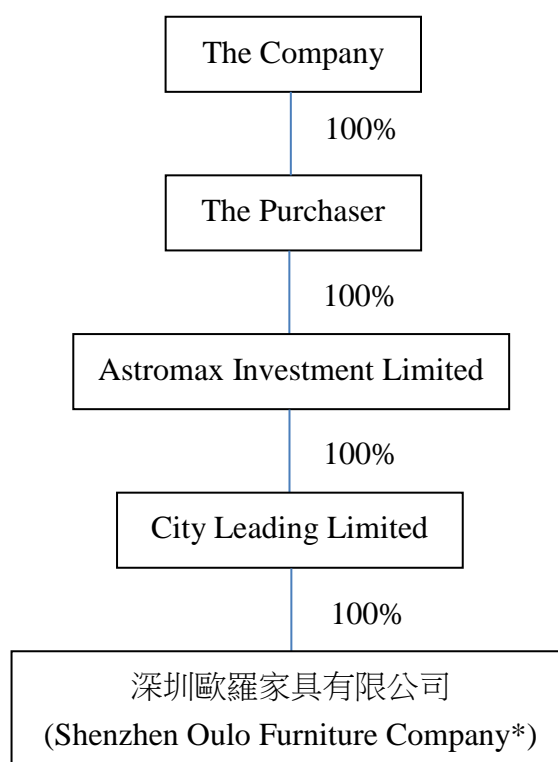 The Company
100%
The Purchaser
100%
Astromax Investment Limited
100%
City Leading Limited
100%
深圳歐羅家具有限公司
(Shenzhen Oulo Furniture Company*)